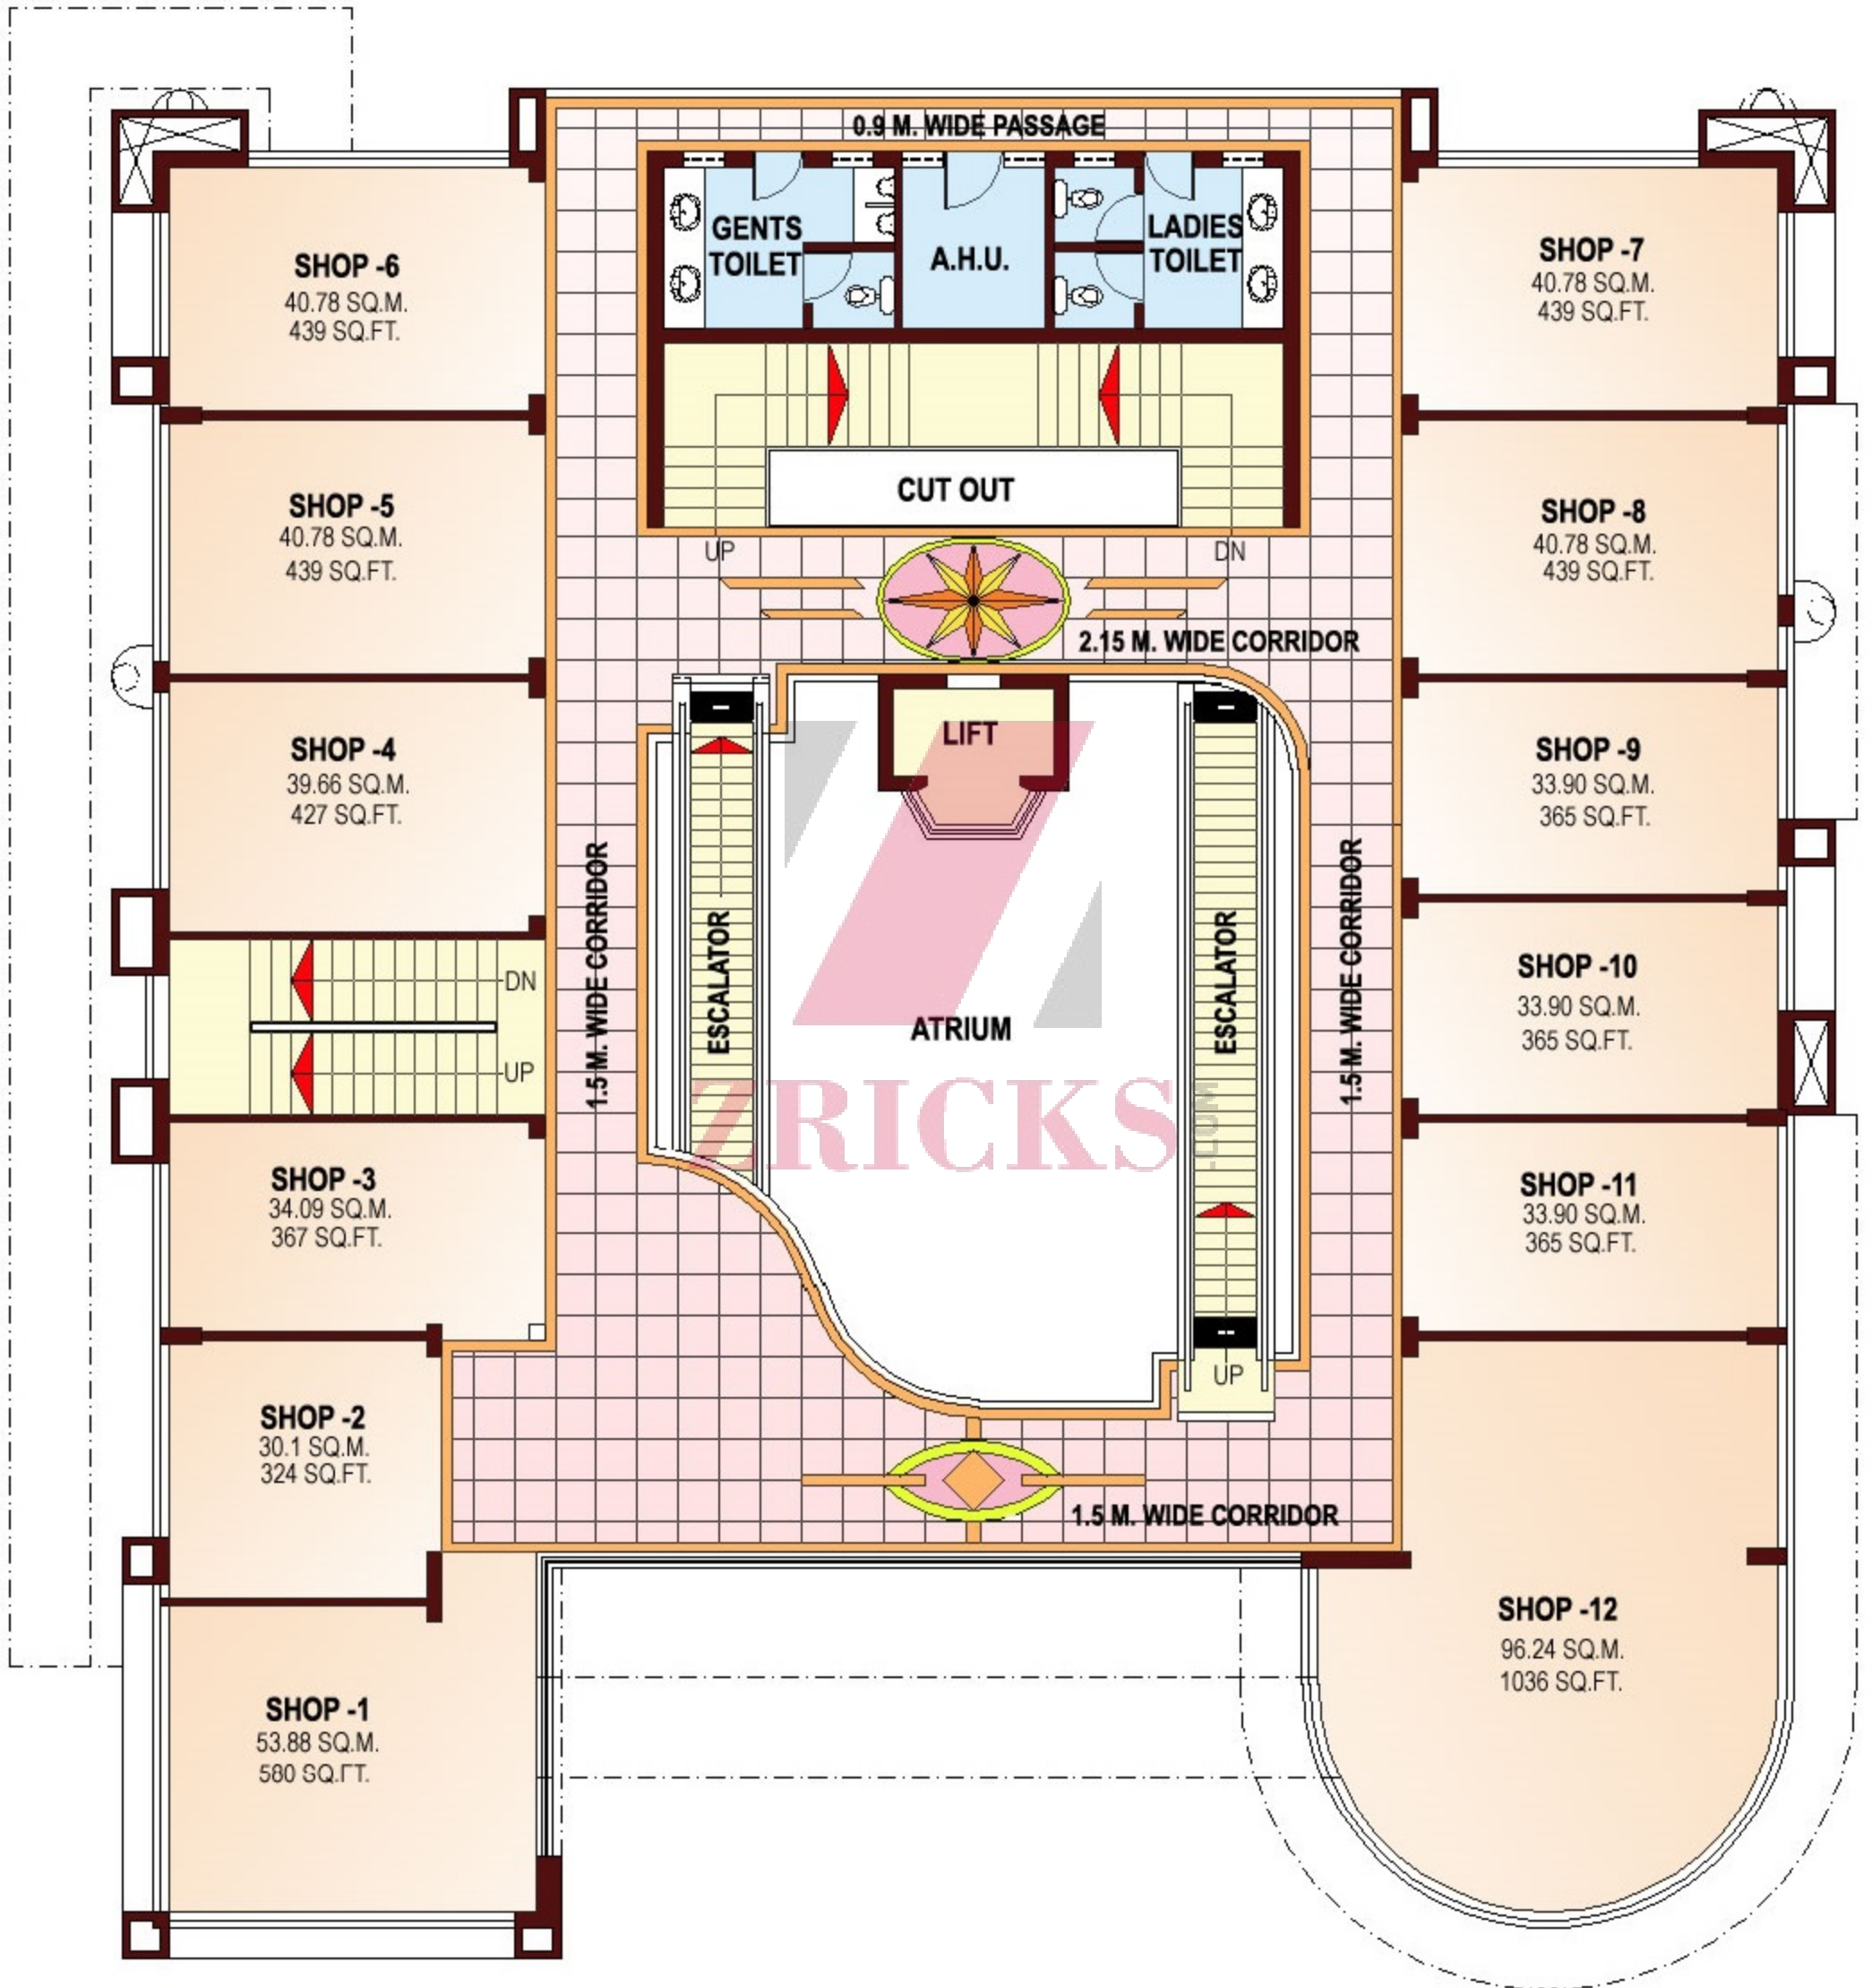 0.9 M. WIDE PASSAGE
GENTS
TOILET
A.H.U.
LADIES
TOILET
SHOP -6
40.78 SQ.M.
439 SQ.FT.
SHOP -7
40.78 SQ.M.
439 SQ.FT.
CUT OUT
UP
DN
SHOP -5
40.78 SQ.M.
439 SQ.FT.
SHOP -8
40.78 SQ.M.
439 SQ.FT.
2.15 M. WIDE CORRIDOR
LIFT
SHOP -4
39.66 SQ.M.
427 SQ.FT.
SHOP -9
33.90 SQ.M.
365 SQ.FT.
1.5 M. WIDE CORRIDOR
ESCALATOR
ATRIUM
ESCALATOR
1.5 M. WIDE CORRIDOR
DN
UP
SHOP -10
33.90 SQ.M.
365 SQ.FT.
ZRICKS
.COM
SHOP -3
34.09 SQ.M.
367 SQ.FT.
SHOP -11
33.90 SQ.M.
365 SQ.FT.
UP
SHOP -2
30.1 SQ.M.
324 SQ.FT.
1.5 M. WIDE CORRIDOR
SHOP -12
96.24 SQ.M.
1036 SQ.FT.
SHOP -1
53.88 SQ.M.
580 SQ.FT.